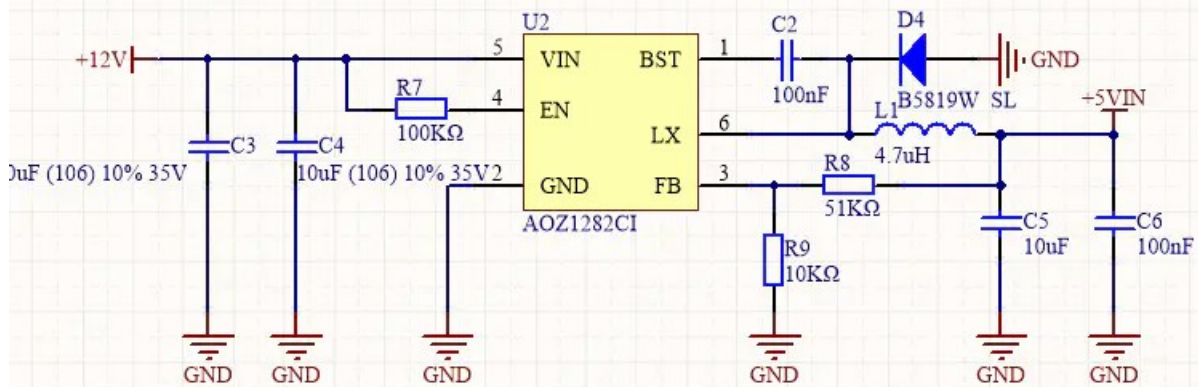 U2
+12V
5
VIN
BST
1
C2
100nF
D4
B5819W
SL
GND
R7
100KΩ
4
EN
LX
6
L1
4.7uH
+5VIN
C3
0uF (106) 10% 35V
C4
10uF (106) 10% 35V
2
GND
FB
3
R8
51KΩ
AOZ1282CI
R9
10KΩ
C5
10uF
C6
100nF
GND
GND
GND
GND
GND
GND